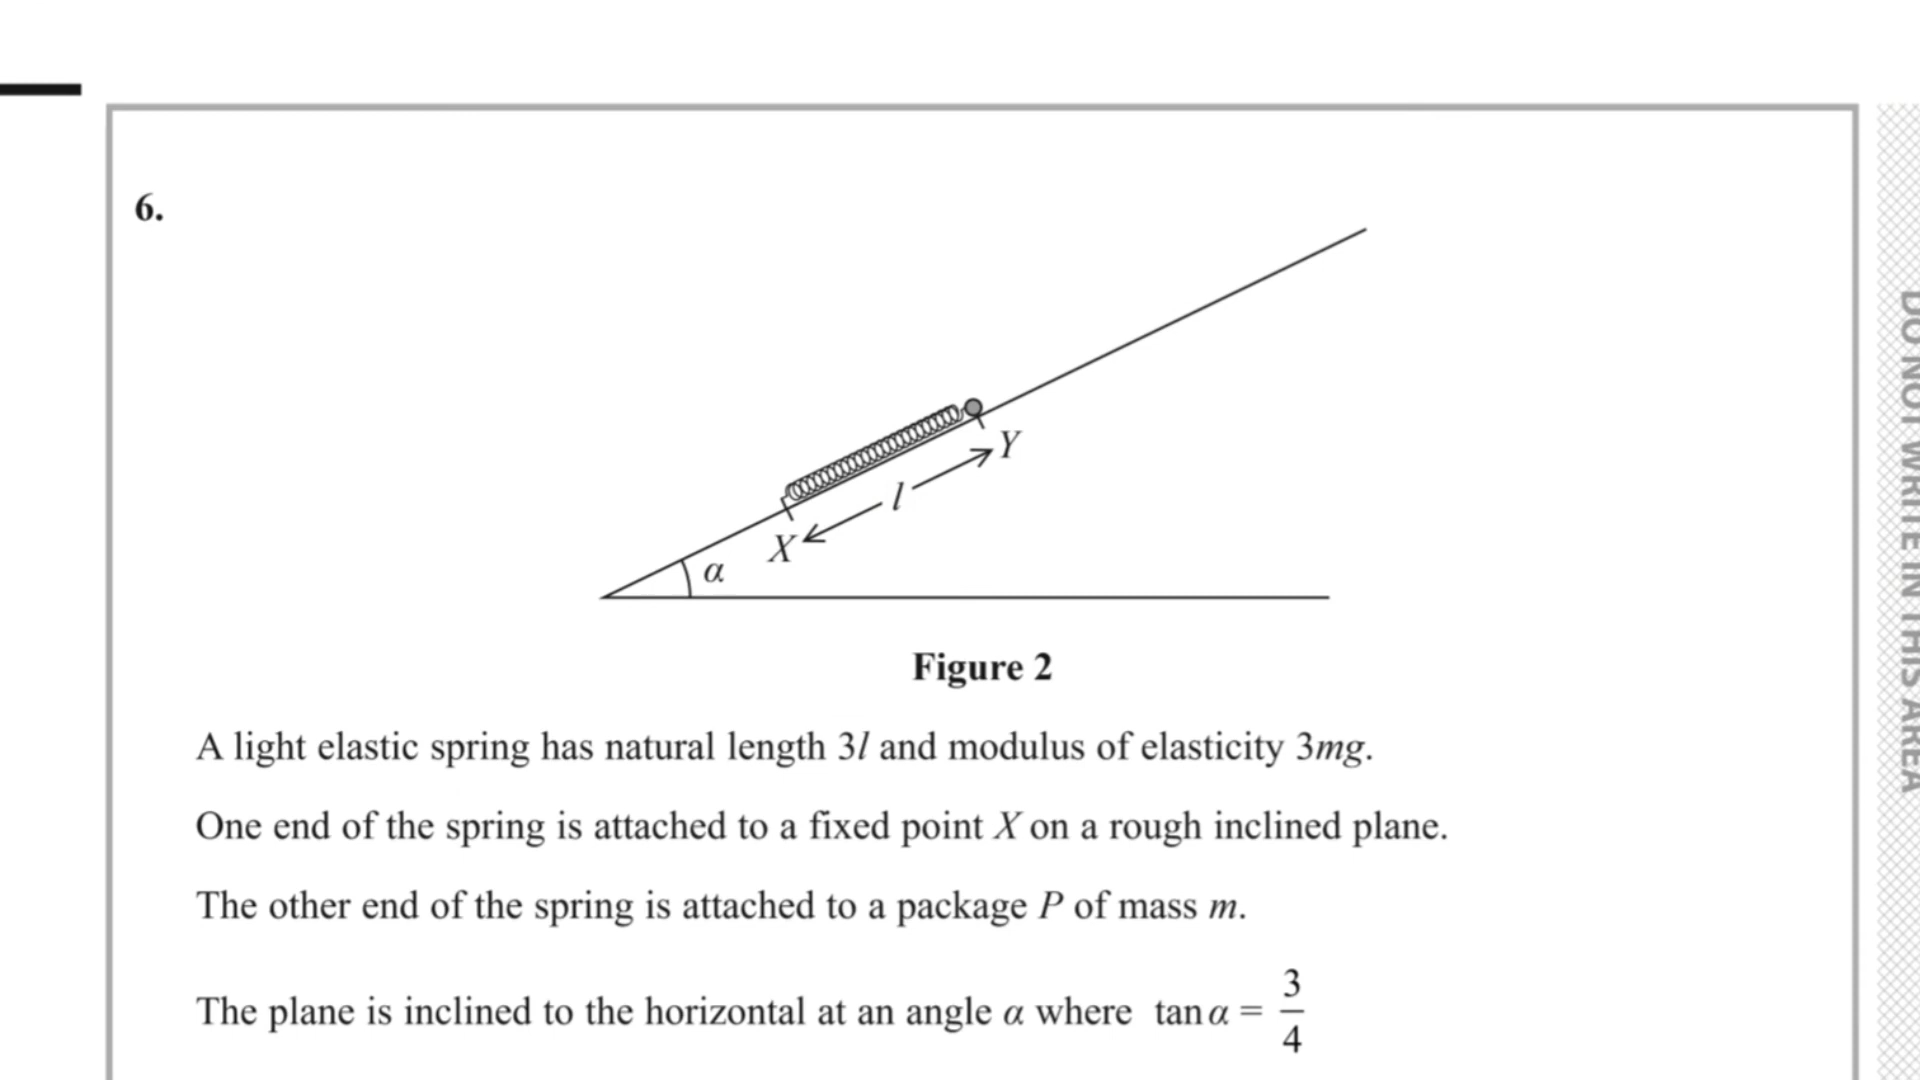 6.
Y
l
X
α
Figure 2
A light elastic spring has natural length 3l and modulus of elasticity 3mg.
One end of the spring is attached to a fixed point X on a rough inclined plane.
The other end of the spring is attached to a package P of mass m.
The plane is inclined to the horizontal at an angle α where tan α = 3/4
DO NOT WRITE IN THIS AREA